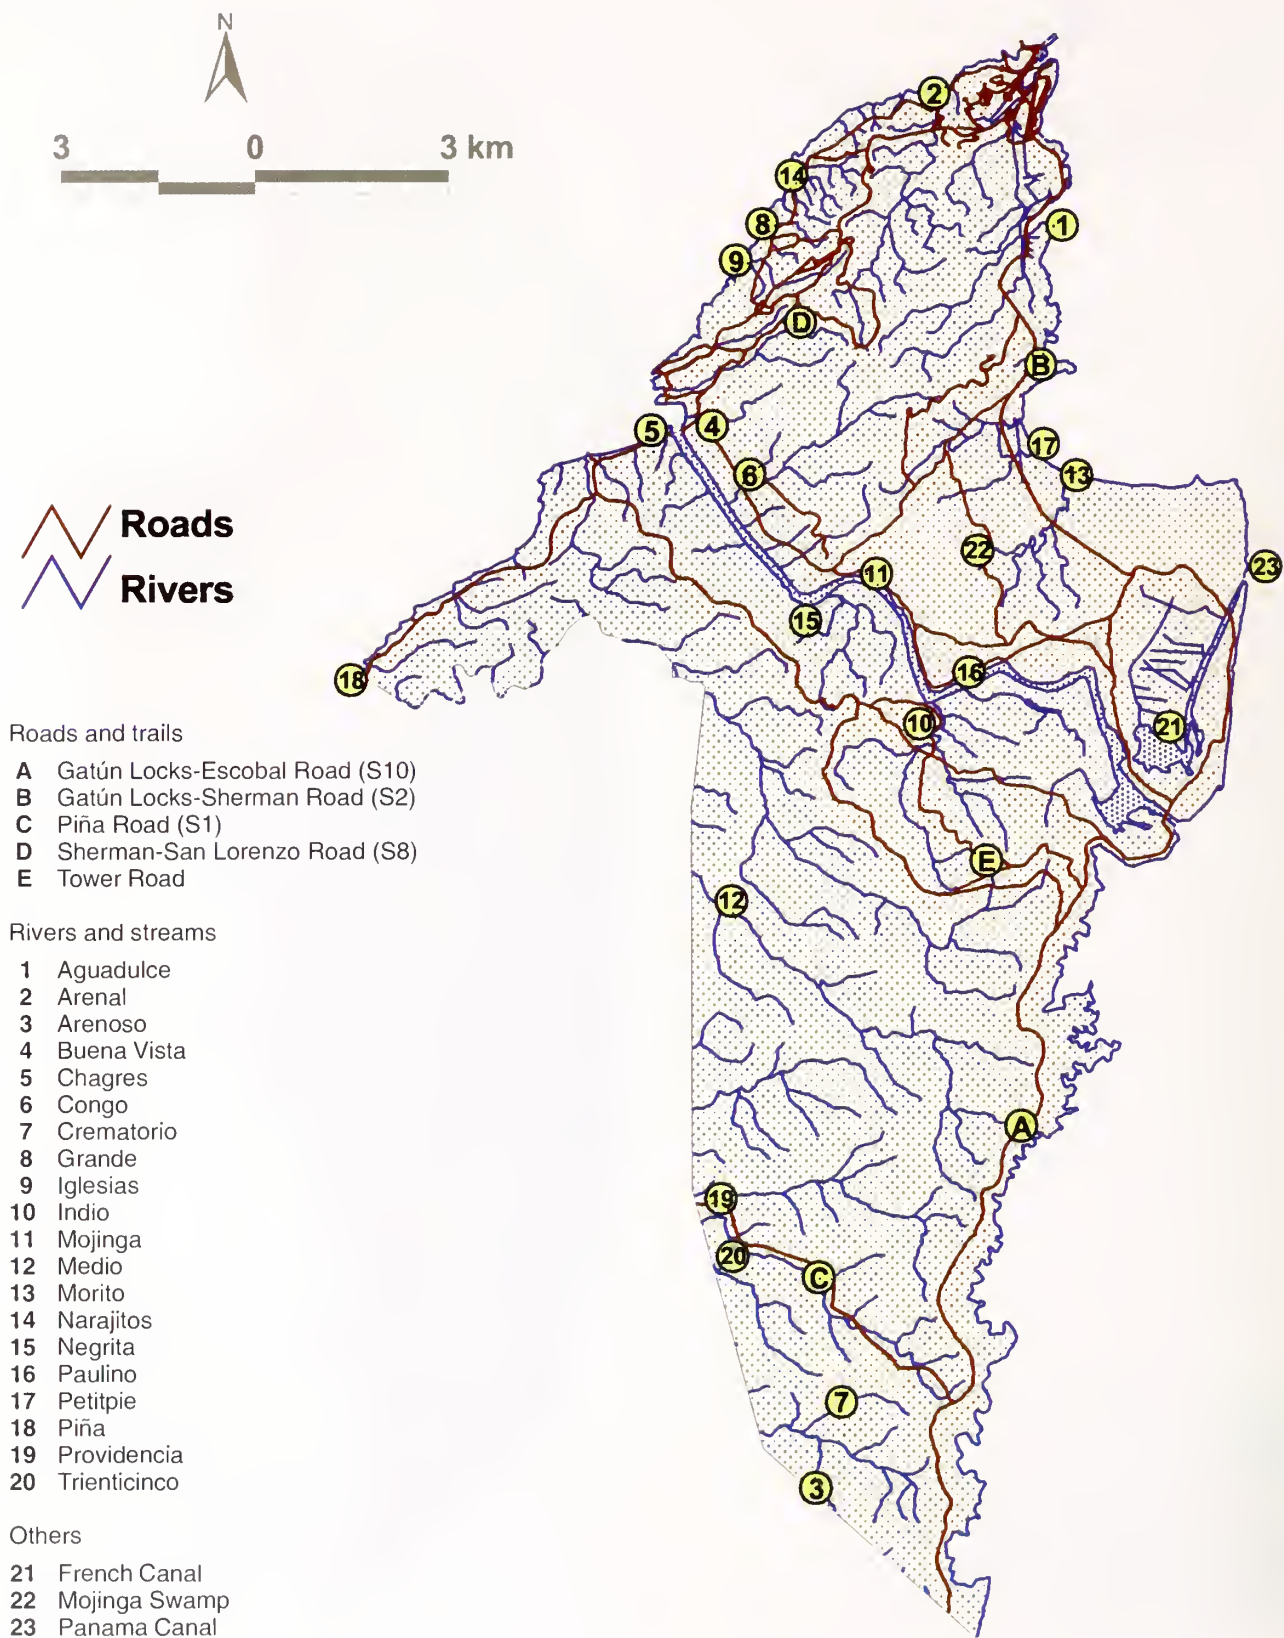 N
3 0 3 km
Roads
Rivers
Roads and trails
A Gatún Locks-Escobal Road (S10)
B Gatún Locks-Sherman Road (S2)
C Piña Road (S1)
D Sherman-San Lorenzo Road (S8)
E Tower Road
Rivers and streams
1 Aguadulce
2 Arenal
3 Arenoso
4 Buena Vista
5 Chagres
6 Congo
7 Crematorio
8 Grande
9 Iglesias
10 Indio
11 Mojinga
12 Medio
13 Morito
14 Narajitos
15 Negrita
16 Paulino
17 Petitpie
18 Piña
19 Providencia
20 Trienticinco
Others
21 French Canal
22 Mojinga Swamp
23 Panama Canal
2
14
8
1
9
D
B
5
4
17
6
13
22
23
11
15
16
18
10
21
E
12
A
19
20
C
7
3